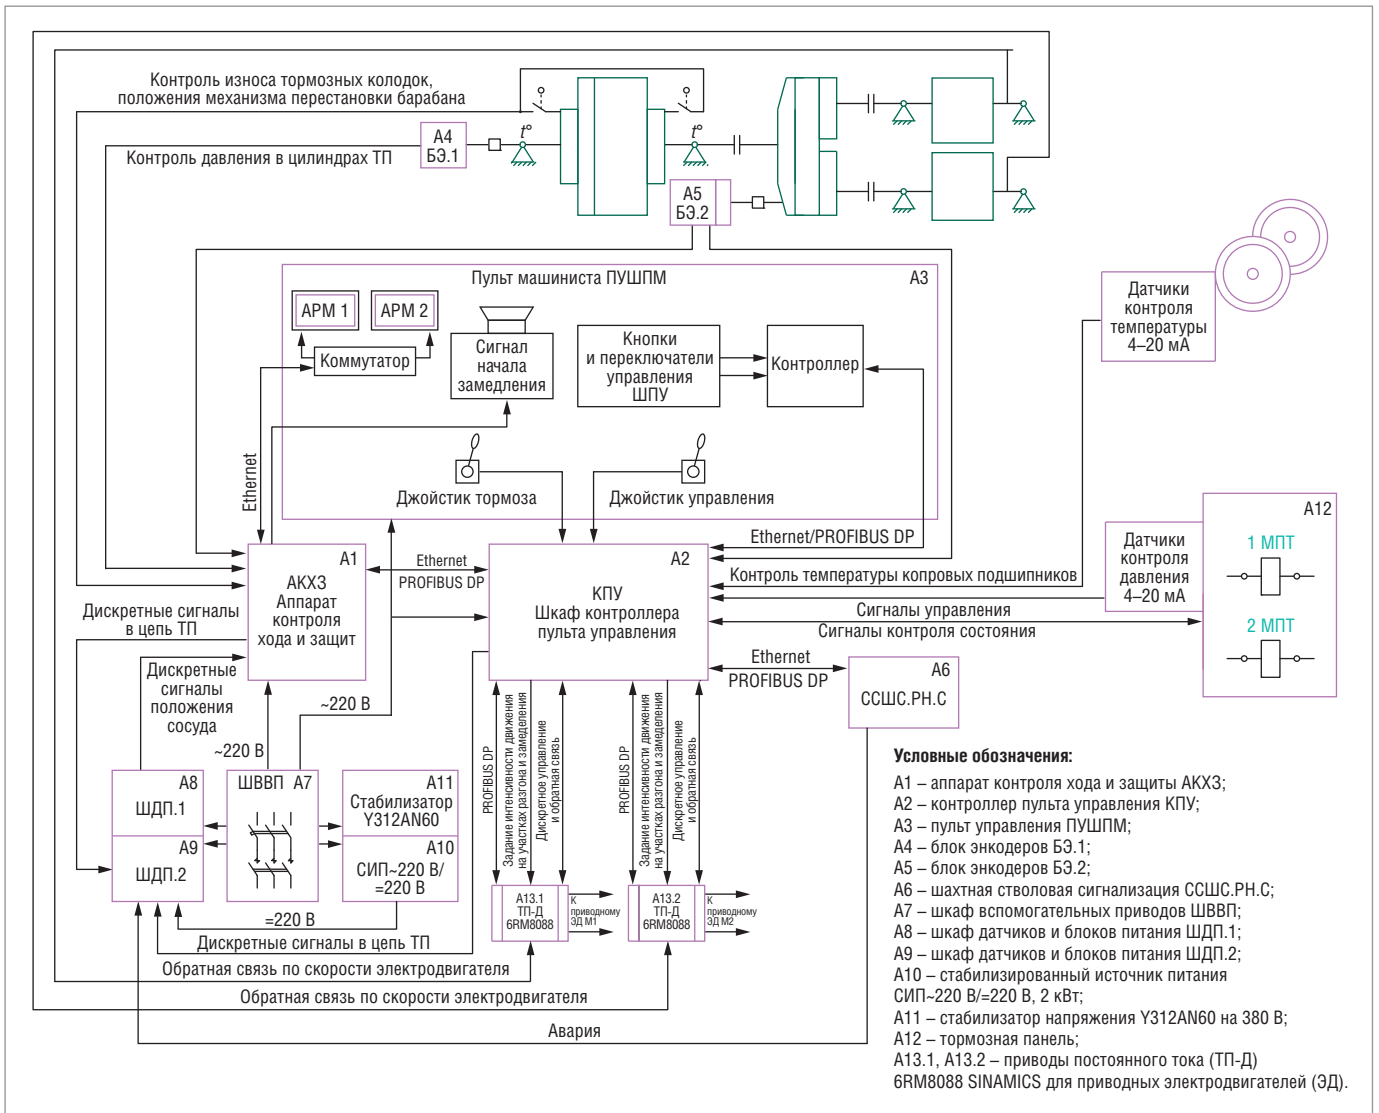 Контроль износа тормозных колодок,
положения механизма перестановки барабана
А4
БЭ.1
t°
t°
Контроль давления в цилиндрах ТП
А5
БЭ.2
Пульт машиниста ПУШПМ
А3
АРМ 1
АРМ 2
Коммутатор
Сигнал
начала
замедления
Кнопки
и переключатели
управления
ШПУ
Контроллер
Датчики
контроля
температуры
4–20 мА
Ethernet
Джойстик тормоза
Джойстик управления
Ethernet/PROFIBUS DP
А1
АКХЗ
Аппарат
контроля
хода и защит
Ethernet
PROFIBUS DP
А2
КПУ
Шкаф контроллера
пульта управления
Контроль температуры копровых подшипников
Датчики
контроля
давления
4–20 мА
А12
1 МПТ
2 МПТ
Сигналы управления
Сигналы контроля состояния
Дискретные сигналы
в цепь ТП
Дискретные
сигналы
положения
сосуда
~220 В
~220 В
Ethernet
PROFIBUS DP
А6
ССШС.РН.С
PROFIBUS DP
Задание интенсивности движения
на участках разгона и замеделения
Дискретное управление
и обратная связь
PROFIBUS DP
Задание интенсивности движения
на участках разгона и замеделения
Дискретное управление
и обратная связь
А8
ШДП.1
А9
ШДП.2
ШВВП А7
А11
Стабилизатор
Y312AN60
А10
СИП~220 В/
=220 В
=220 В
А13.1
ТП-Д
6RM8088
К
приводному
ЭД М1
А13.2
ТП-Д
6RM8088
К
приводному
ЭД М2
Дискретные сигналы в цепь ТП
Обратная связь по скорости электродвигателя
Обратная связь по скорости электродвигателя
Авария
Условные обозначения:
А1 – аппарат контроля хода и защиты АКХЗ;
А2 – контроллер пульта управления КПУ;
А3 – пульт управления ПУШПМ;
А4 – блок энкодеров БЭ.1;
А5 – блок энкодеров БЭ.2;
А6 – шахтная стволовая сигнализация ССШС.РН.С;
А7 – шкаф вспомогательных приводов ШВВП;
А8 – шкаф датчиков и блоков питания ШДП.1;
А9 – шкаф датчиков и блоков питания ШДП.2;
А10 – стабилизированный источник питания
СИП~220 В/=220 В, 2 кВт;
А11 – стабилизатор напряжения Y312AN60 на 380 В;
А12 – тормозная панель;
А13.1, А13.2 – приводы постоянного тока (ТП-Д)
6RM8088 SINAMICS для приводных электродвигателей (ЭД).